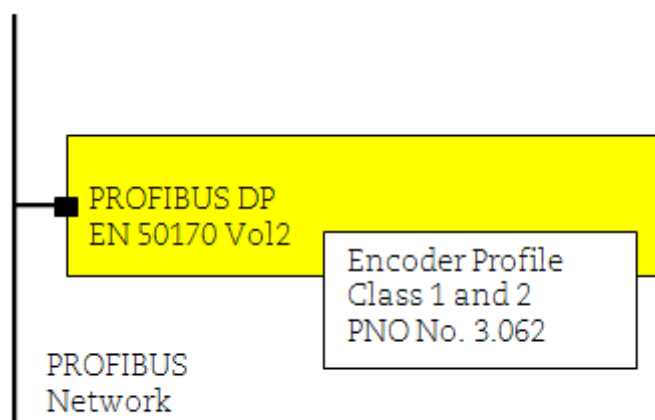 PROFIBUS DP
EN 50170 Vol2
Encoder Profile
Class 1 and 2
PNO No. 3.062
PROFIBUS
Network